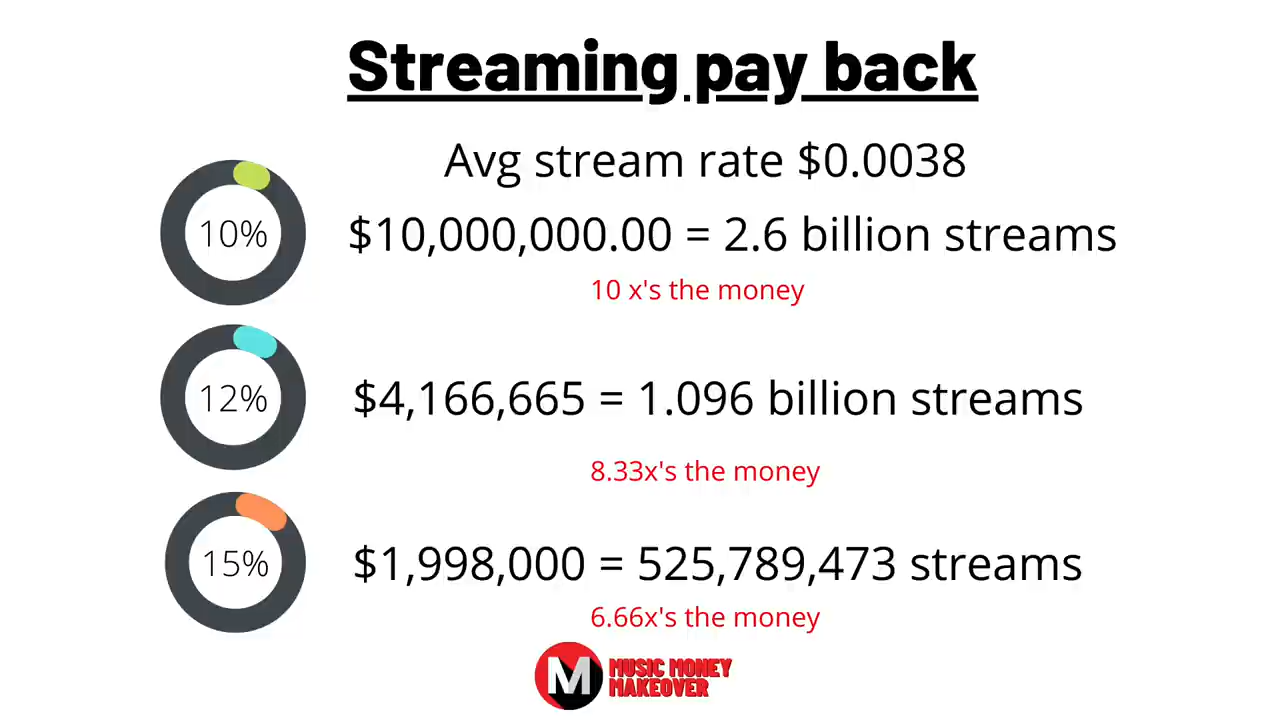 Streaming pay back
Avg stream rate $0.0038
10%
$10,000,000.00 = 2.6 billion streams
10 x's the money
12%
$4,166,665 = 1.096 billion streams
8.33x's the money
15%
$1,998,000 = 525,789,473 streams
6.66x's the money
M
MUSIC MONEY
MAKEOVER